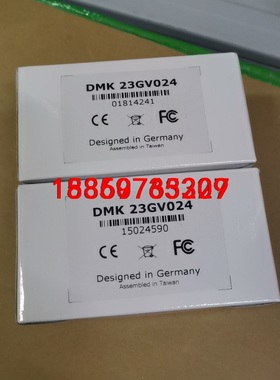 DMK 23GV024
01814241
CE
FC
Designed in Germany
Assembled in Taiwan
DMK 23GV024
15024590
CE
FC
Designed in Germany
Assembled in Taiwan